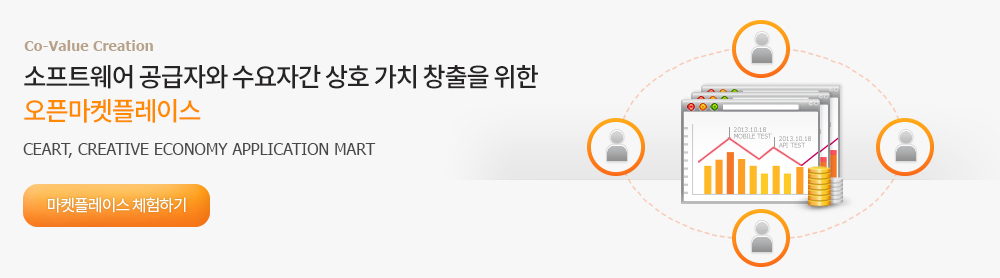 Co-Value Creation
소프트웨어 공급자와 수요자간 상호 가치 창출을 위한
오픈마켓플레이스
CEART, CREATIVE ECONOMY APPLICATION MART
마켓플레이스 체험하기
2013.10.18
MOBILE TEST
2013.10.18
API TEST